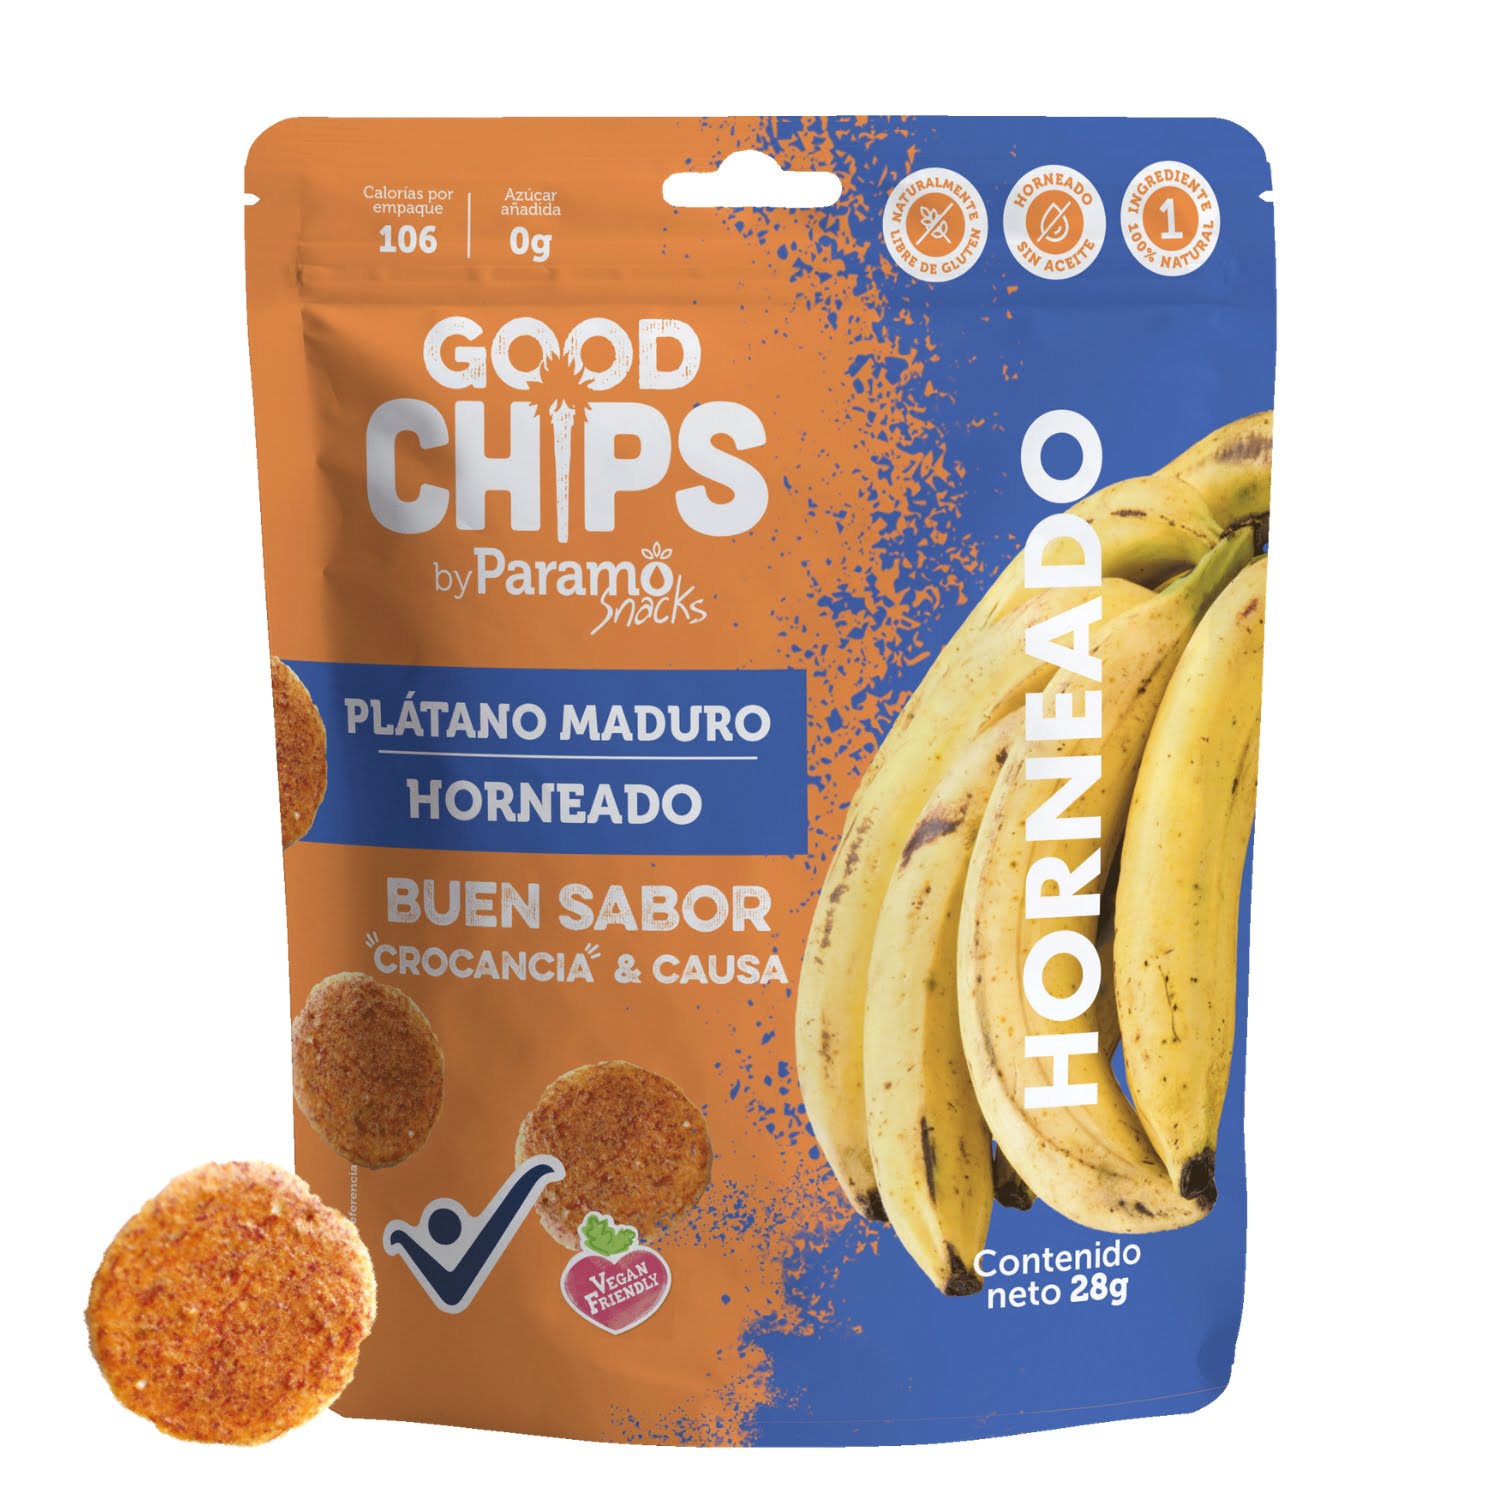 Calorías por
empaque
106
Azúcar
añadida
0g
NATURALMENTE
LIBRE DE GLUTEN
HORNEADO
SIN ACEITE
INGREDIENTE
1
100% NATURAL
GOOD
CHIPS
by Paramo
Snacks
PLÁTANO MADURO
HORNEADO
BUEN SABOR
"CROCANCIA" & CAUSA
HORNEADO
VEGAN
FRIENDLY
Contenido
neto 28g